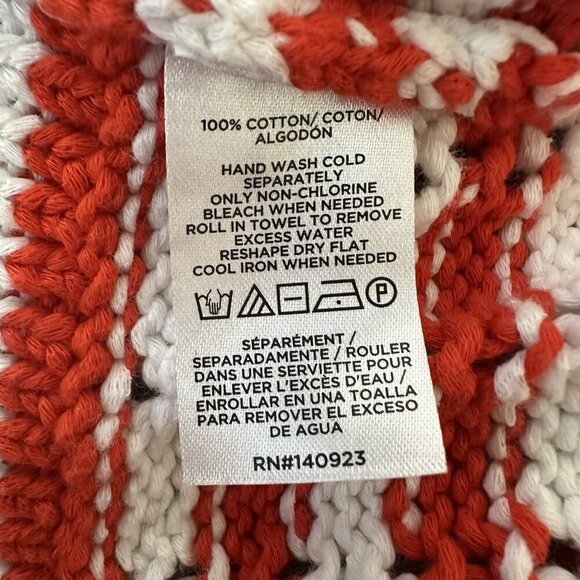 100% COTTON/ COTON/
ALGODÓN
HAND WASH COLD
SEPARATELY
ONLY NON-CHLORINE
BLEACH WHEN NEEDED
ROLL IN TOWEL TO REMOVE
EXCESS WATER
RESHAPE DRY FLAT
COOL IRON WHEN NEEDED
P
SÉPARÉMENT /
SEPARADAMENTE / ROULER
DANS UNE SERVIETTE POUR
ENLEVER L'EXCÈS D'EAU /
ENROLLAR EN UNA TOALLA
PARA REMOVER EL EXCESO
DE AGUA
RN#140923